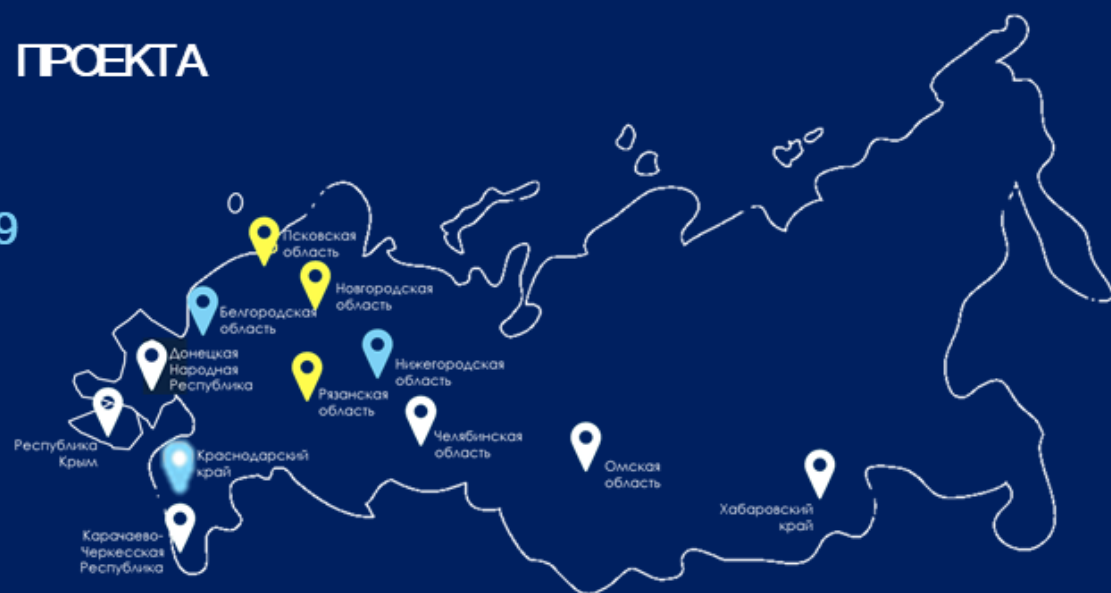 ПРОЕКТА
9
Псковская
область
Новгородская
область
Белгородская
область
Донецкая
Народная
Республика
Нижегородская
область
Рязанская
область
Челябинская
область
Республика
Крым
Краснодарский
край
Омская
область
Хабаровский
край
Карачаево-
Черкесская
Республика